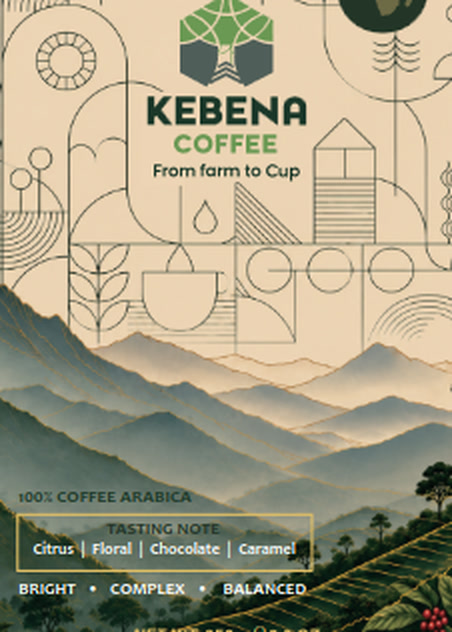 KEBENA
COFFEE
From farm to Cup
100% COFFEE ARABICA
TASTING NOTE
Citrus | Floral | Chocolate | Caramel
BRIGHT • COMPLEX • BALANCED